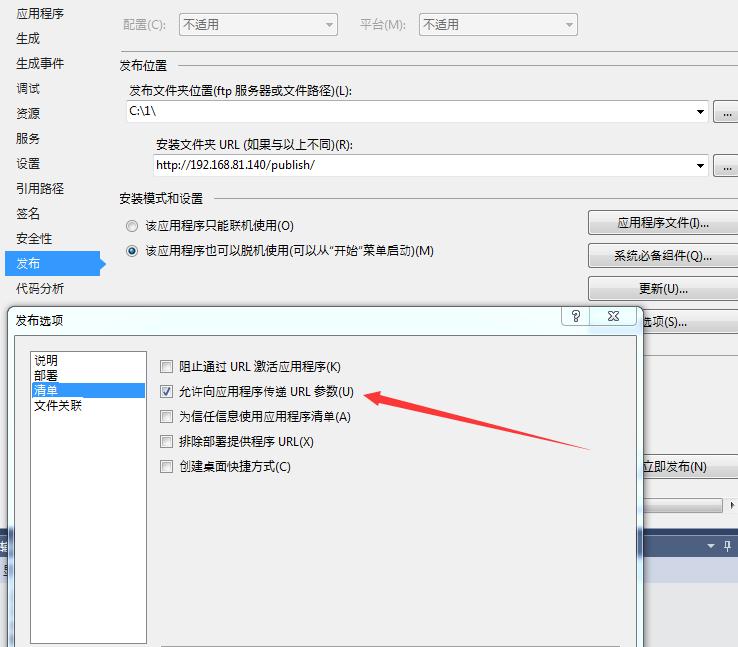 应用程序
生成
生成事件
调试
资源
服务
设置
引用路径
签名
安全性
发布
代码分析
配置(C): 不适用 平台(M): 不适用
发布位置
发布文件夹位置(ftp 服务器或文件路径)(L):
C:\1\
...
安装文件夹 URL (如果与以上不同)(R):
http://192.168.81.140/publish/
...
安装模式和设置
该应用程序只能联机使用(O)
该应用程序也可以脱机使用(可以从“开始”菜单启动)(M)
应用程序文件(I)...
系统必备组件(Q)...
更新(U)...
选项(S)...
立即发布(N)
发布选项
?
说明
部署
清单
文件关联
阻止通过 URL 激活应用程序(K)
允许向应用程序传递 URL 参数(U)
为信任信息使用应用程序清单(A)
排除部署提供程序 URL(X)
创建桌面快捷方式(C)